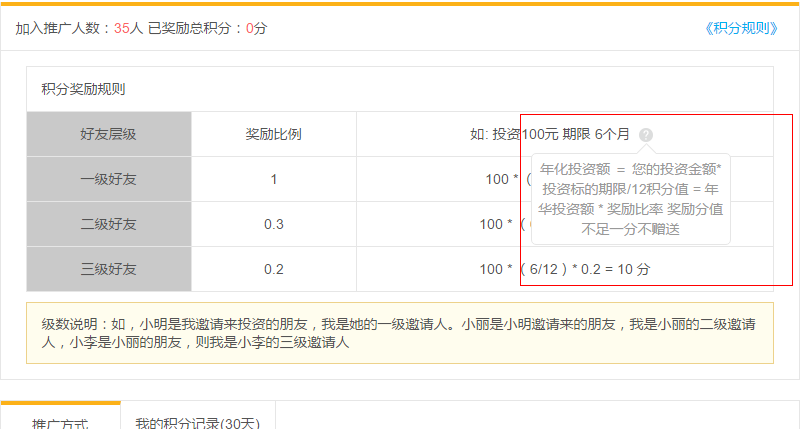 加入推广人数：35人 已奖励总积分：0分
《积分规则》
积分奖励规则
好友层级 奖励比例 如: 投资100元 期限 6个月 ?
一级好友 1 100 * （
二级好友 0.3 100 * （
三级好友 0.2 100 * （ 6/12 ）* 0.2 = 10 分
年化投资额 ＝ 您的投资金额*
投资标的期限/12积分值 = 年
华投资额 * 奖励比率 奖励分值
不足一分不赠送
级数说明：如，小明是我邀请来投资的朋友，我是她的一级邀请人。小丽是小明邀请来的朋友，我是小丽的二级邀请
人，小李是小丽的朋友，则我是小李的三级邀请人
推广方式 我的积分记录(30天)